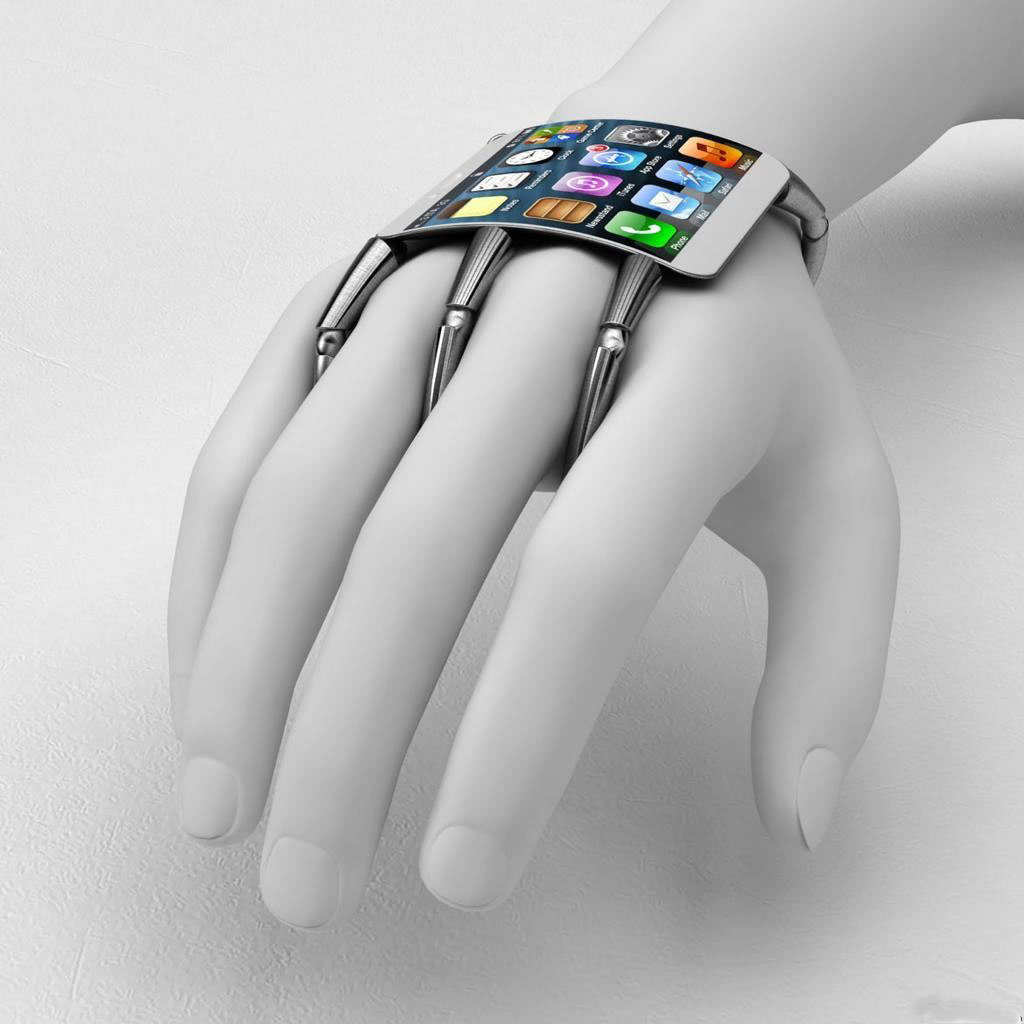 Game Center
Settings
Music
Clock
App Store
Safari
Reminders
iTunes
Mail
Notes
Newsstand
Phone